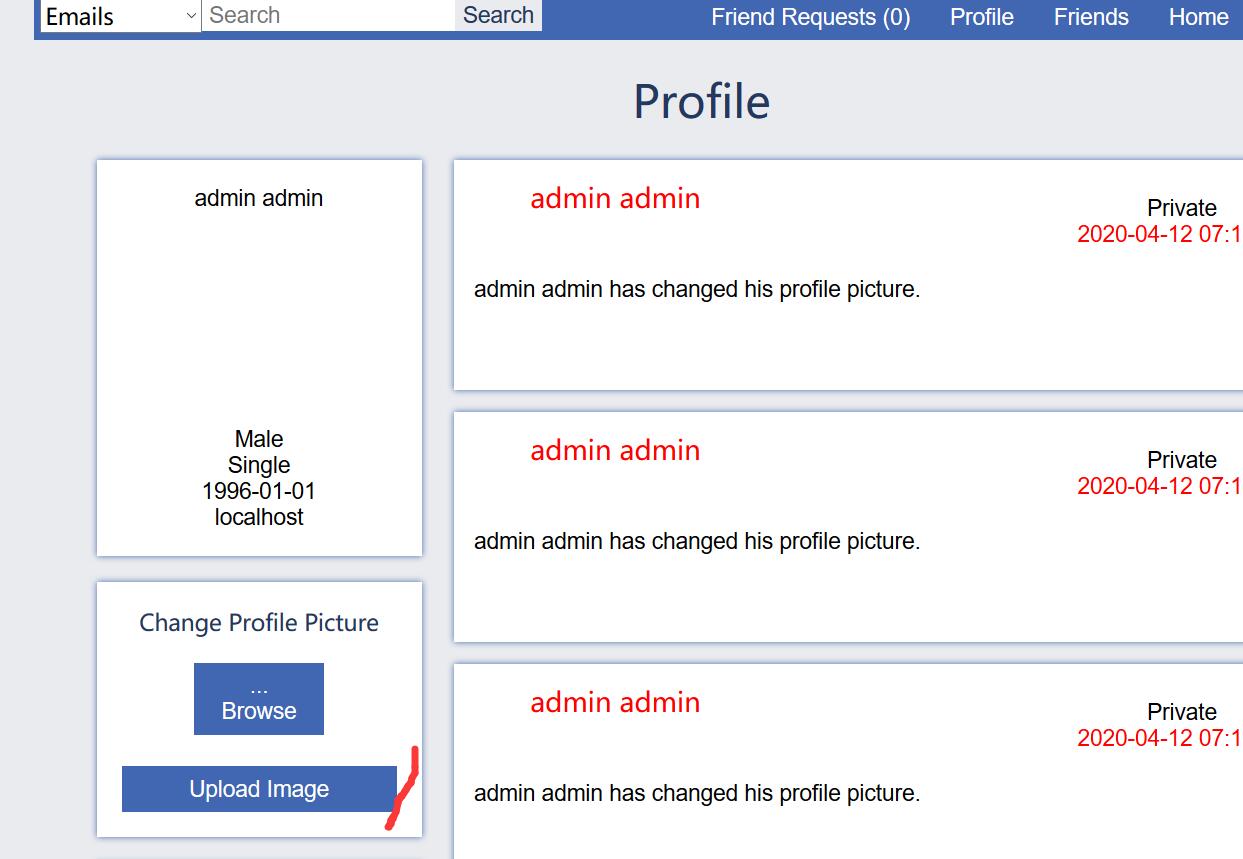 Emails Search Search Friend Requests (0) Profile Friends Home
Profile
admin admin
Male
Single
1996-01-01
localhost
Change Profile Picture
...
Browse
Upload Image
admin admin
Private
2020-04-12 07:1
admin admin has changed his profile picture.
admin admin
Private
2020-04-12 07:1
admin admin has changed his profile picture.
admin admin
Private
2020-04-12 07:1
admin admin has changed his profile picture.